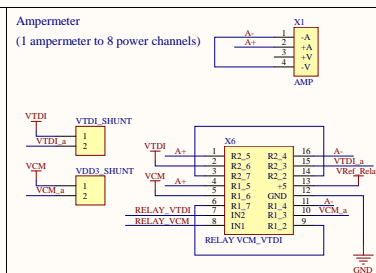 Ampermeter
(1 ampermeter to 8 power channels)
X1
A- 1 -A
A+ 2 +A
3 +V
4 -V
AMP
VTDI
VTDI_SHUNT
VTDI_a
1
2
VCM
VDD3_SHUNT
VCM_a
1
2
X6
A+ 1 R2_5 R2_4 16 A-
VTDI 2 R2_6 R2_3 15 VTDI_a
3 R2_7 R2_2 14 VRef_Rela
VCM A+ 4 R1_5 +5 13
5 R1_6 GND 12
6 R1_7 R1_4 11 A-
RELAY_VTDI 7 IN2 R1_3 10 VCM_a
RELAY_VCM 8 IN1 R1_2 9
RELAY VCM_VTDI
GND